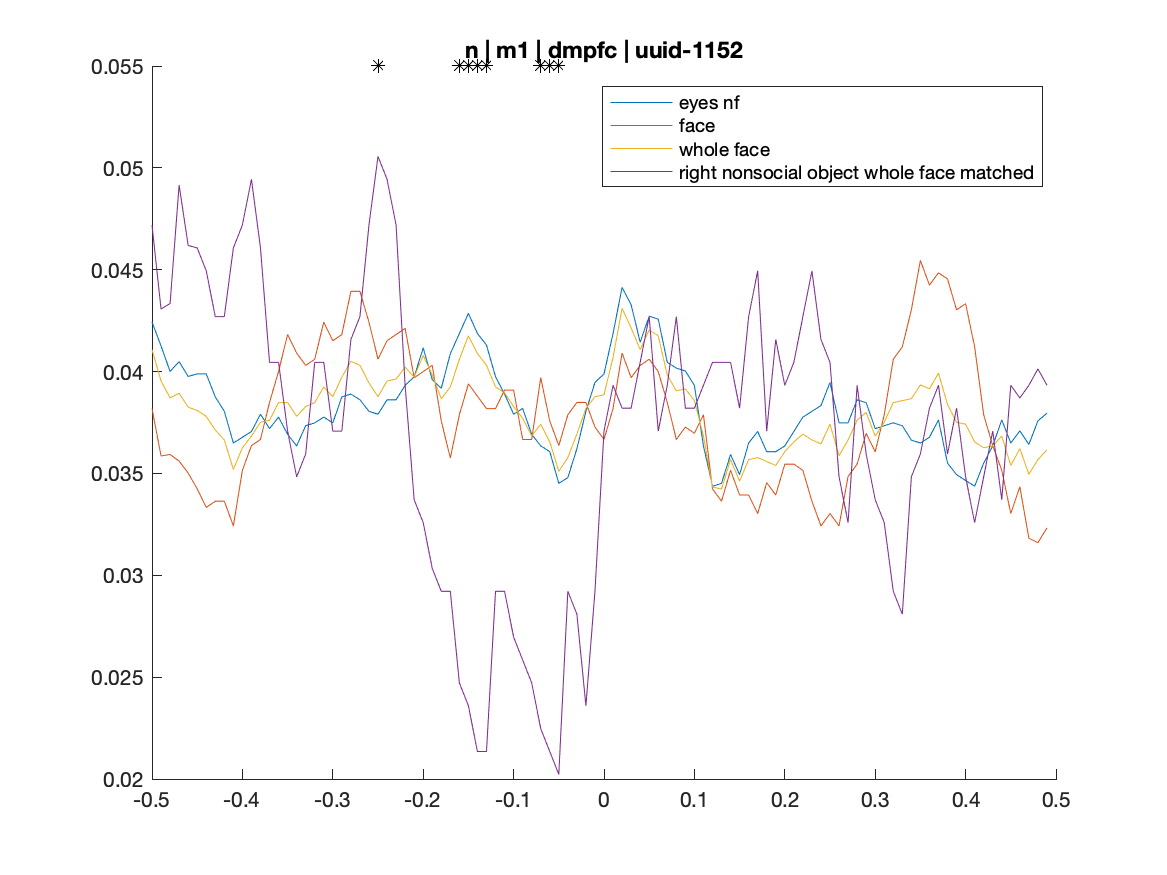 n | m1 | dmpfc | uuid-1152
0.055
0.05
0.045
0.04
0.035
0.03
0.025
0.02
-0.5 -0.4 -0.3 -0.2 -0.1 0 0.1 0.2 0.3 0.4 0.5
eyes nf
face
whole face
right nonsocial object whole face matched